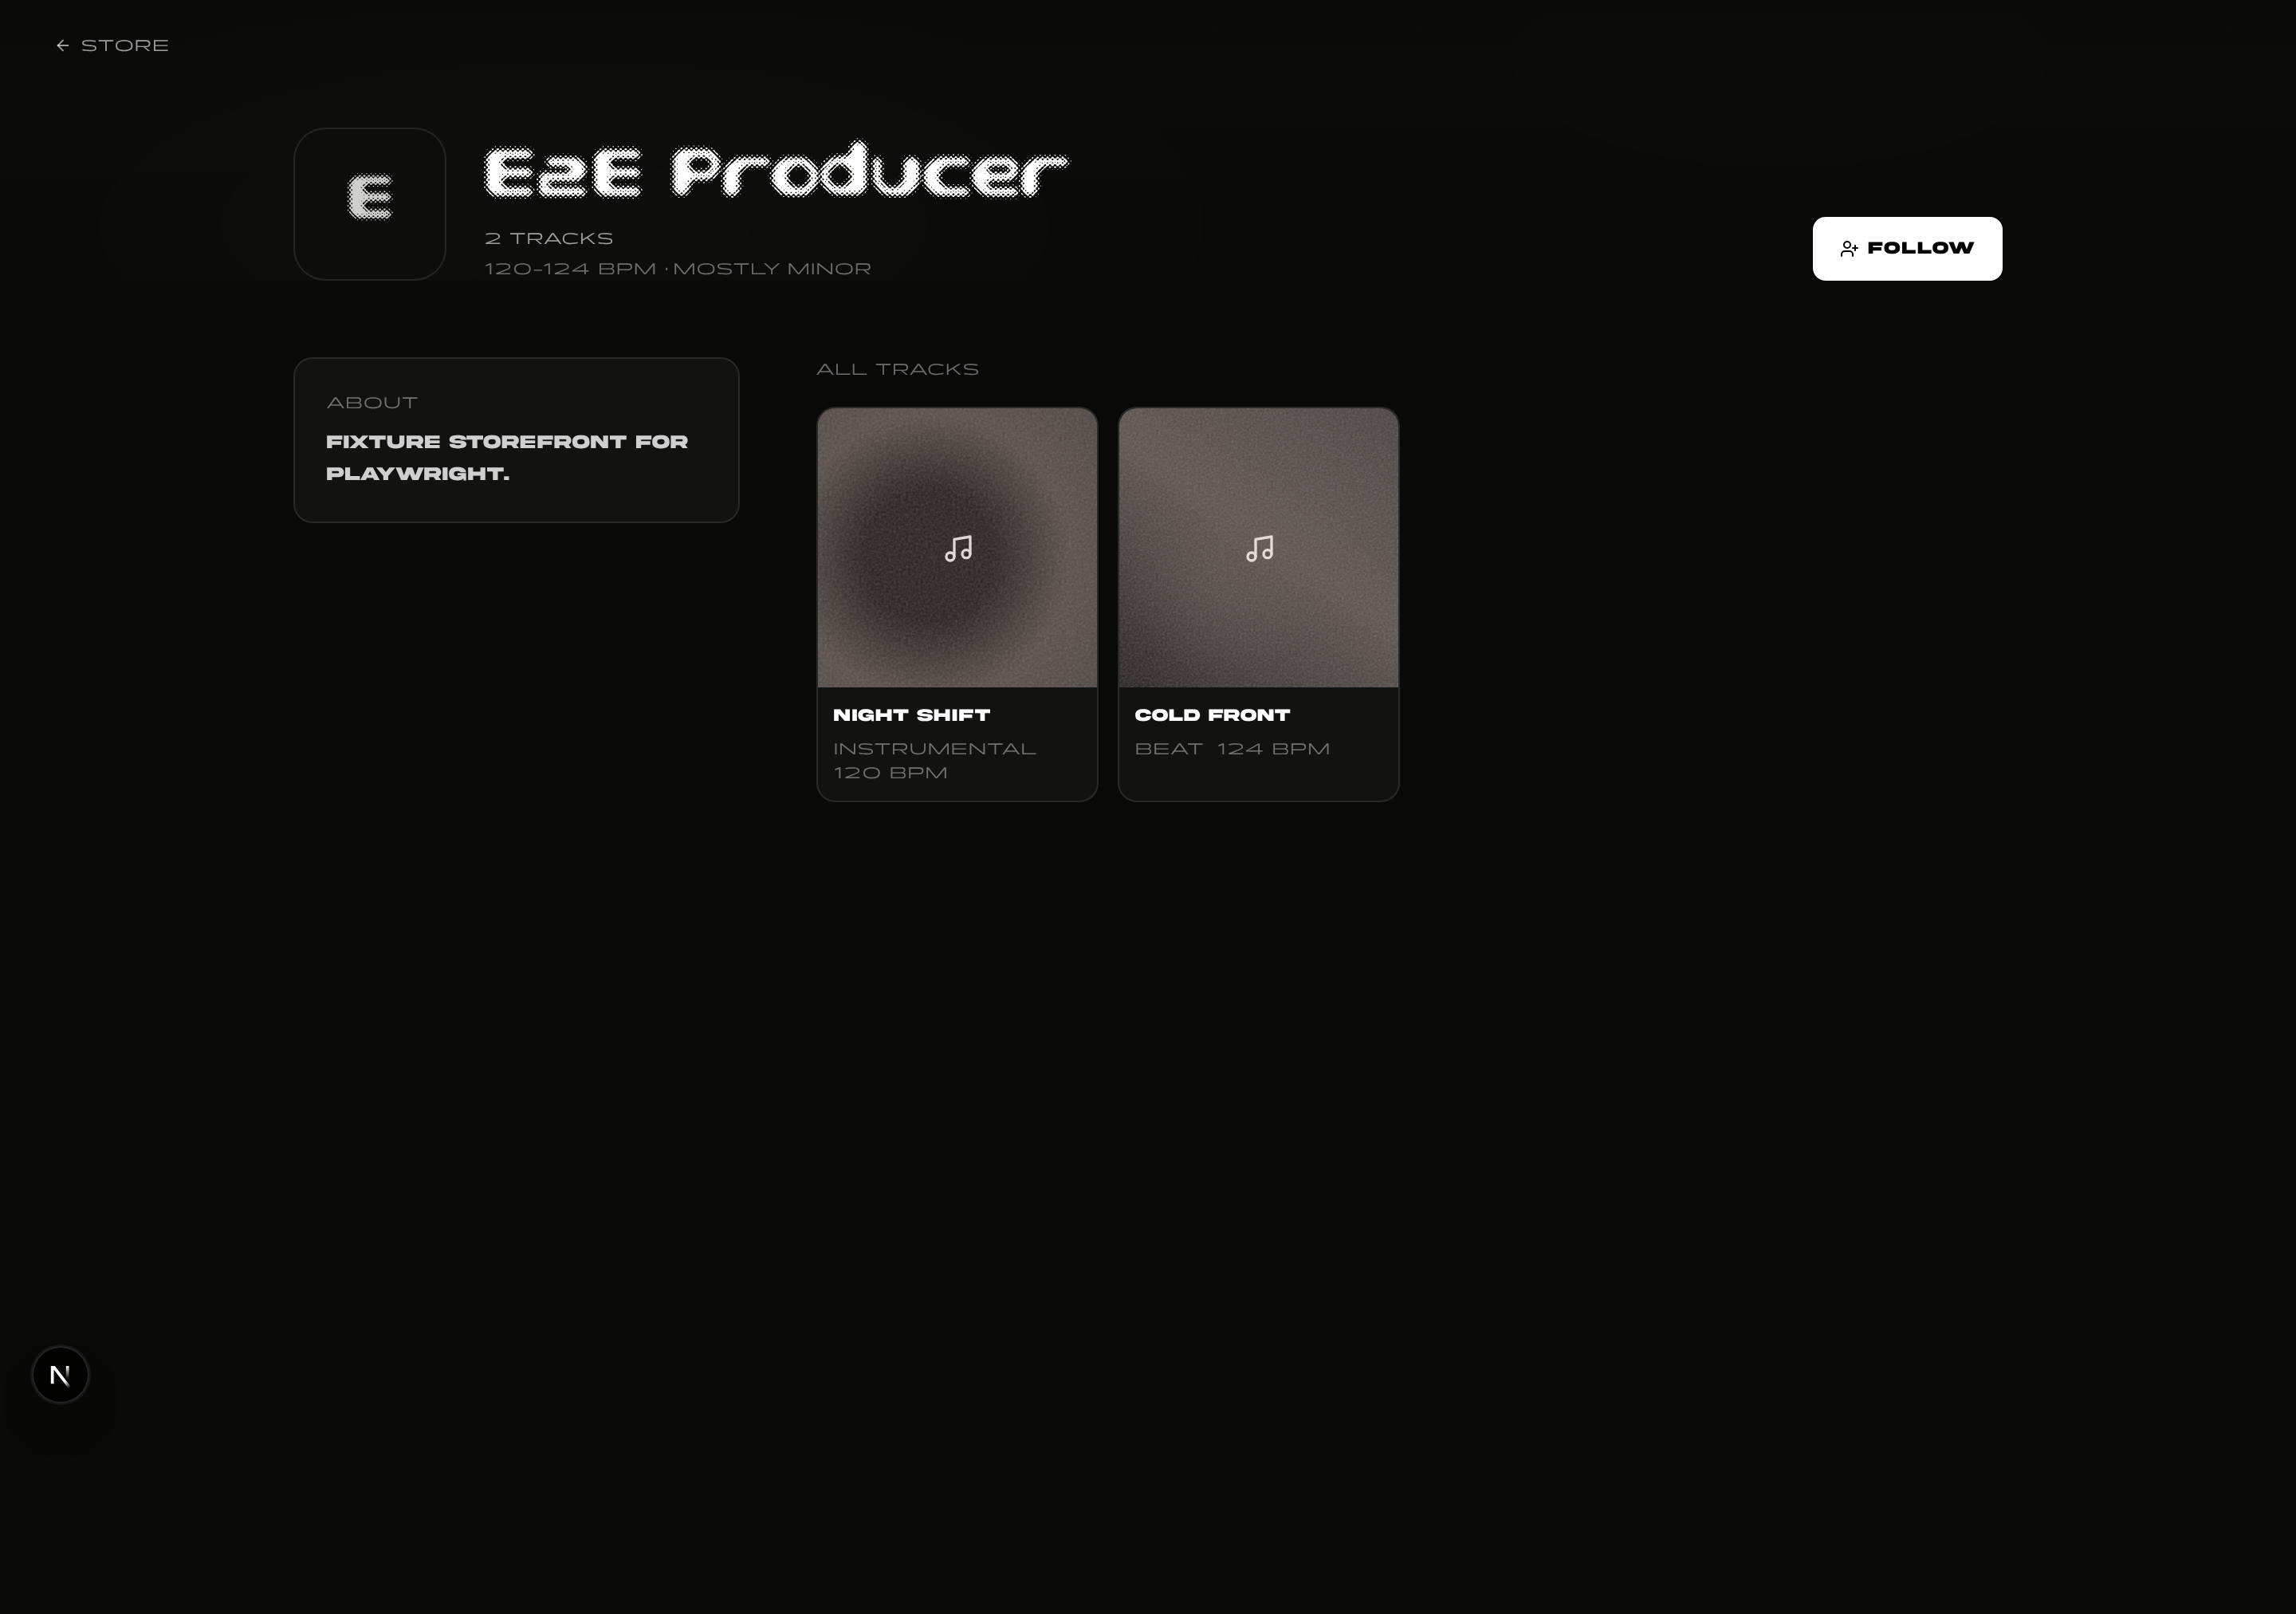 STORE
E
E2E Producer
2 TRACKS
120-124 BPM · MOSTLY MINOR
FOLLOW
ABOUT
FIXTURE STOREFRONT FOR
PLAYWRIGHT.
ALL TRACKS
NIGHT SHIFT
INSTRUMENTAL
120 BPM
COLD FRONT
BEAT 124 BPM
N